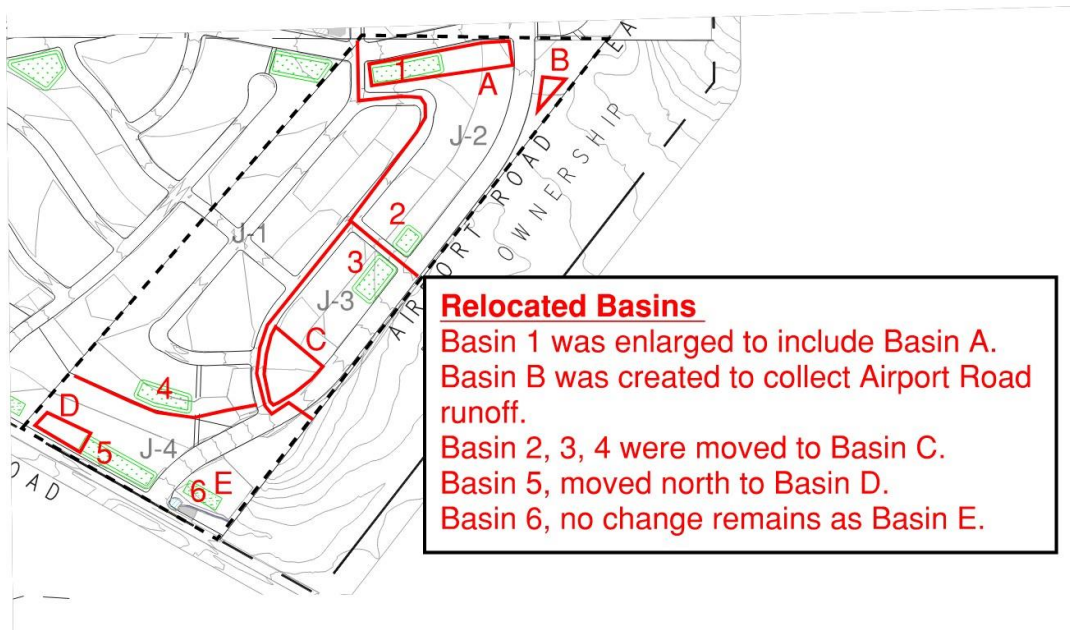 1
A
B
EA
J-2
AIRPORT ROAD
OWNERSHIP
2
J-1
3
J-3
C
4
D
5
J-4
6
E
OAD
Relocated Basins
Basin 1 was enlarged to include Basin A.
Basin B was created to collect Airport Road
runoff.
Basin 2, 3, 4 were moved to Basin C.
Basin 5, moved north to Basin D.
Basin 6, no change remains as Basin E.